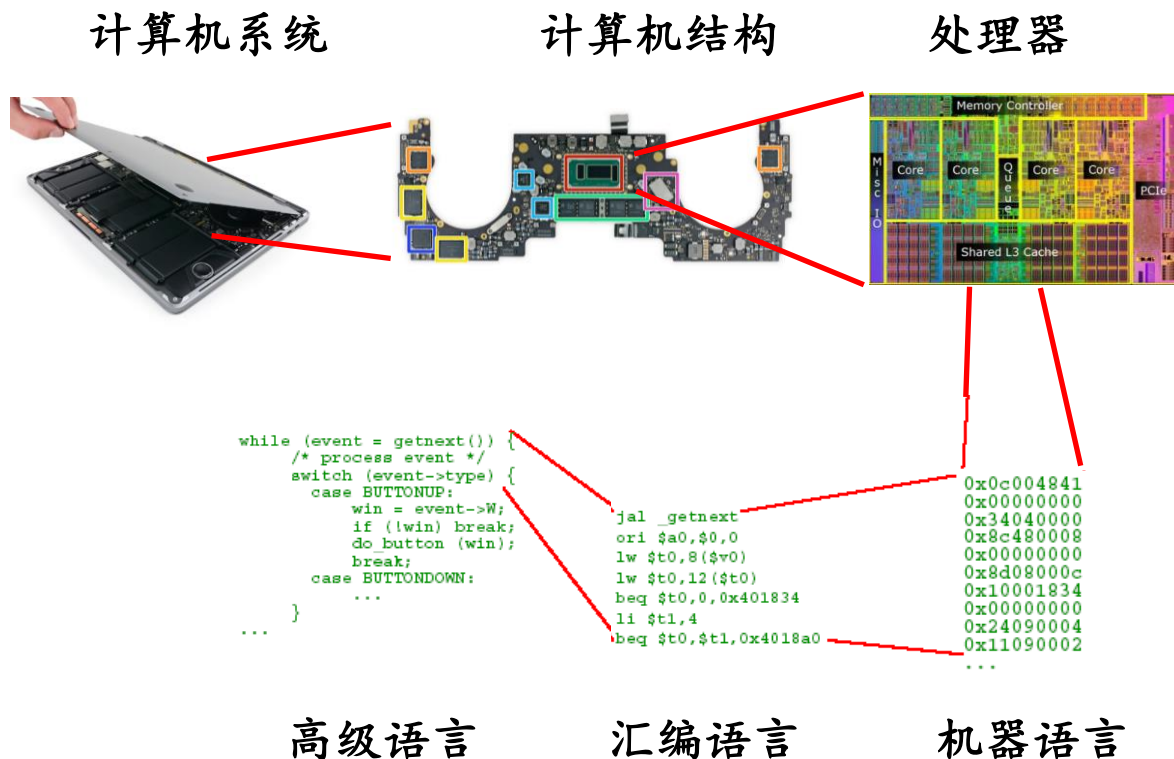 计算机系统
计算机结构
处理器
Memory Controller
Misc IO
Core
Core
Queue
Core
Core
PCIe
Shared L3 Cache
while (event = getnext()) {
/* process event */
switch (event->type) {
case BUTTONUP:
win = event->W;
if (!win) break;
do_button (win);
break;
case BUTTONDOWN:
...
}
...
jal _getnext
ori $a0,$0,0
lw $t0,8($v0)
lw $t0,12($t0)
beq $t0,0,0x401834
li $t1,4
beq $t0,$t1,0x4018a0
0x0c004841
0x00000000
0x34040000
0x8c480008
0x00000000
0x8d08000c
0x10001834
0x00000000
0x24090004
0x11090002
...
高级语言
汇编语言
机器语言